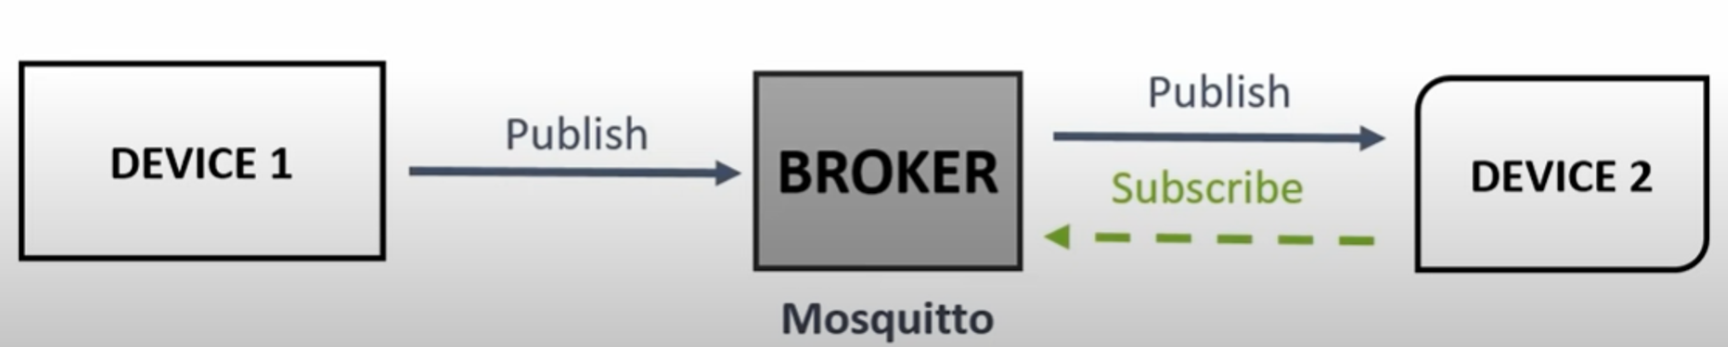 DEVICE 1
Publish
BROKER
Mosquitto
Publish
Subscribe
DEVICE 2